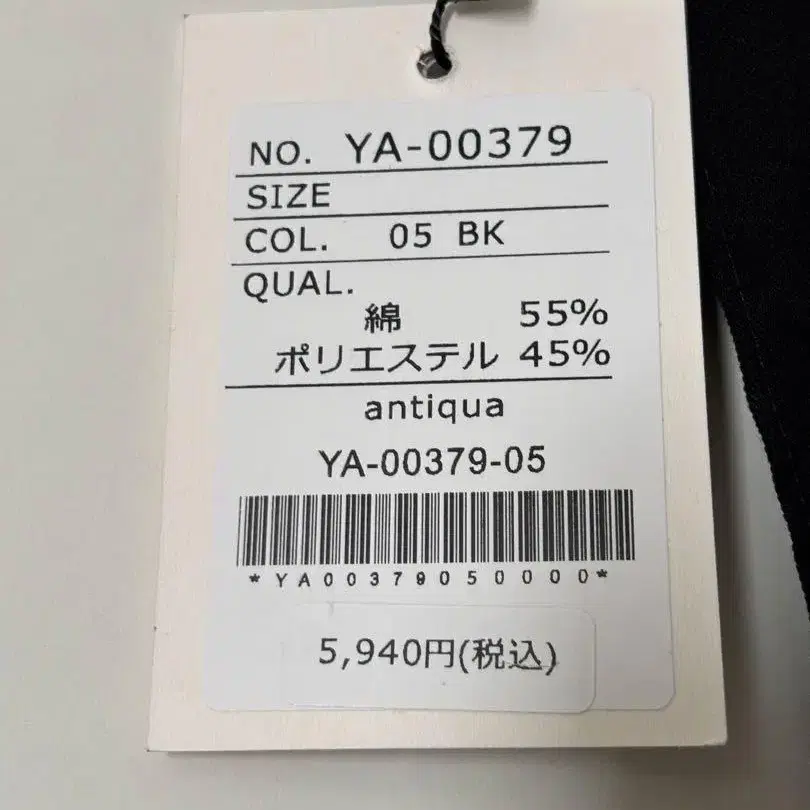 NO. YA-00379
SIZE
COL. 05 BK
QUAL.
綿 55%
ポリエステル 45%
antiqua
YA-00379-05
*YA00379050000*
5,940円(税込)